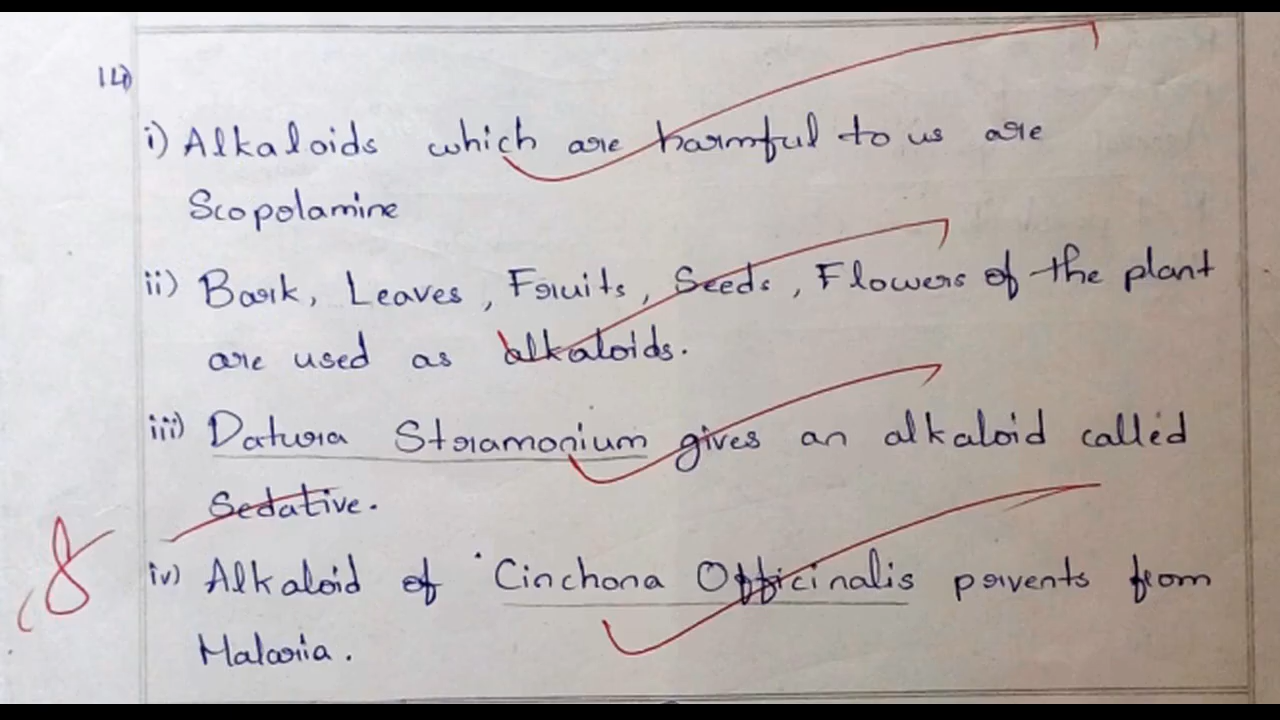 14)
i) Alkaloids which are harmful to us are
Scopolamine
ii) Bark, Leaves, Fruits, Seeds, Flowers of the plant
are used as alkaloids.
iii) Datura Stramonium gives an alkaloid called
Sedative.
8
iv) Alkaloid of Cinchona Officinalis prvents from
Malaria.